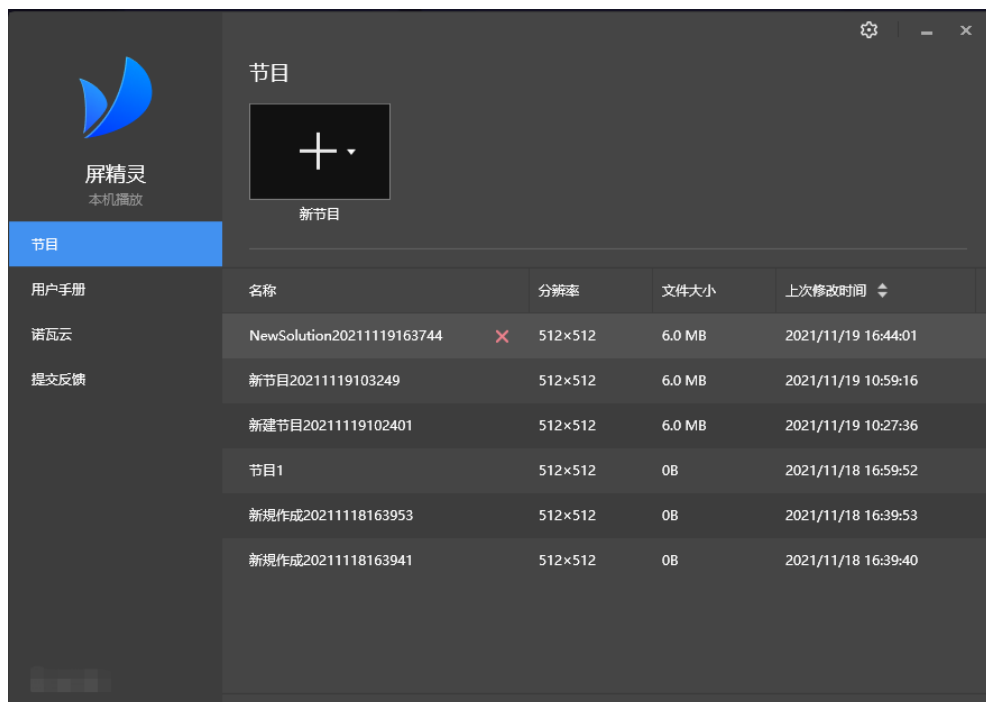 屏精灵
本机播放
节目
用户手册
诺瓦云
提交反馈
节目
新节目
名称 分辨率 文件大小 上次修改时间
NewSolution20211119163744 512×512 6.0 MB 2021/11/19 16:44:01
新节目20211119103249 512×512 6.0 MB 2021/11/19 10:59:16
新建节目20211119102401 512×512 6.0 MB 2021/11/19 10:27:36
节目1 512×512 0B 2021/11/18 16:59:52
新規作成20211118163953 512×512 0B 2021/11/18 16:39:53
新規作成20211118163941 512×512 0B 2021/11/18 16:39:40